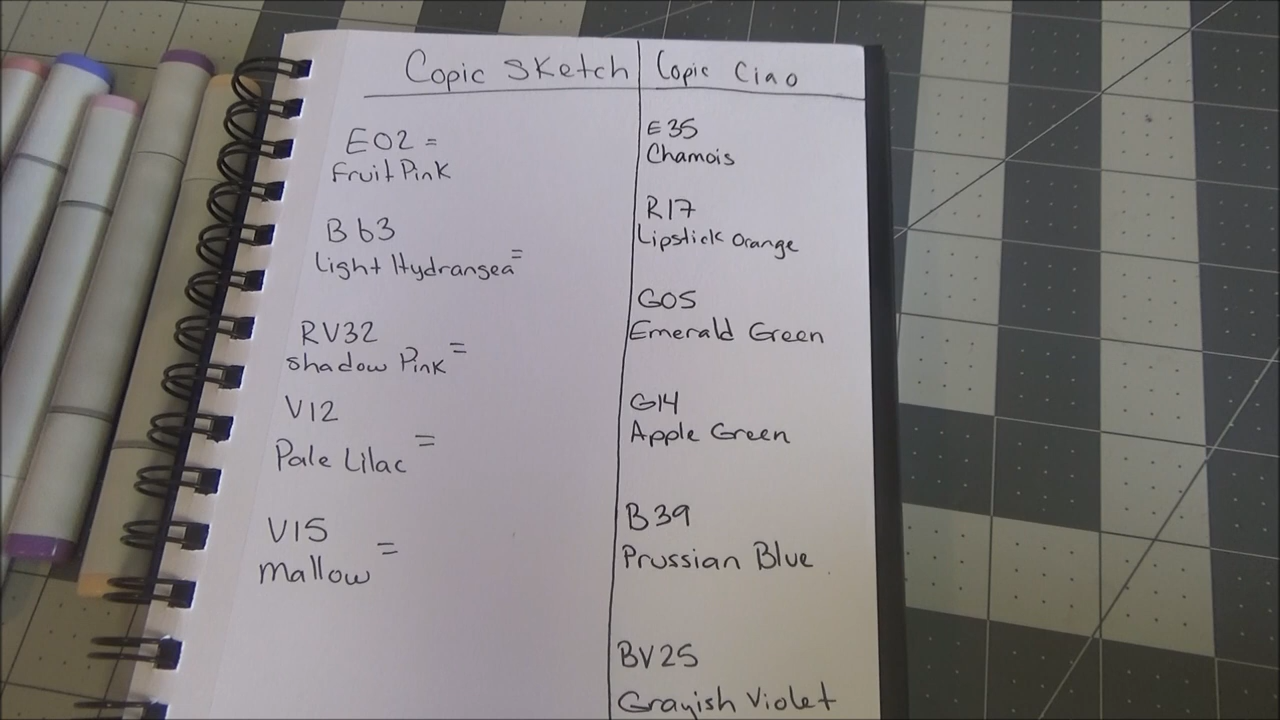 Copic Sketch
E02 =
Fruit Pink
B63
Light Hydrangea =
RV32
Shadow Pink =
V12
Pale Lilac =
V15
Mallow =
Copic Ciao
E35
Chamois
R17
Lipstick Orange
G05
Emerald Green
G14
Apple Green
B39
Prussian Blue
BV25
Grayish Violet